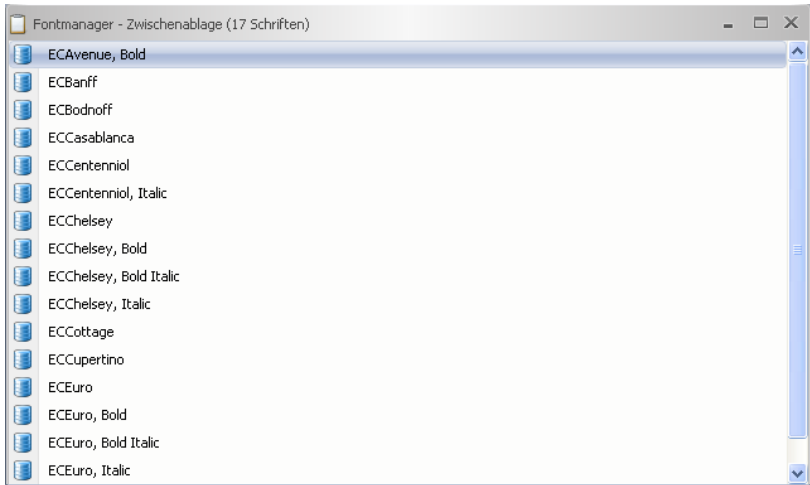 Fontmanager - Zwischenablage (17 Schriften)
ECAvenue, Bold
ECBanff
ECBodnoff
ECCasablanca
ECCentenniol
ECCentenniol, Italic
ECChelsey
ECChelsey, Bold
ECChelsey, Bold Italic
ECChelsey, Italic
ECCottage
ECCupertino
ECEuro
ECEuro, Bold
ECEuro, Bold Italic
ECEuro, Italic